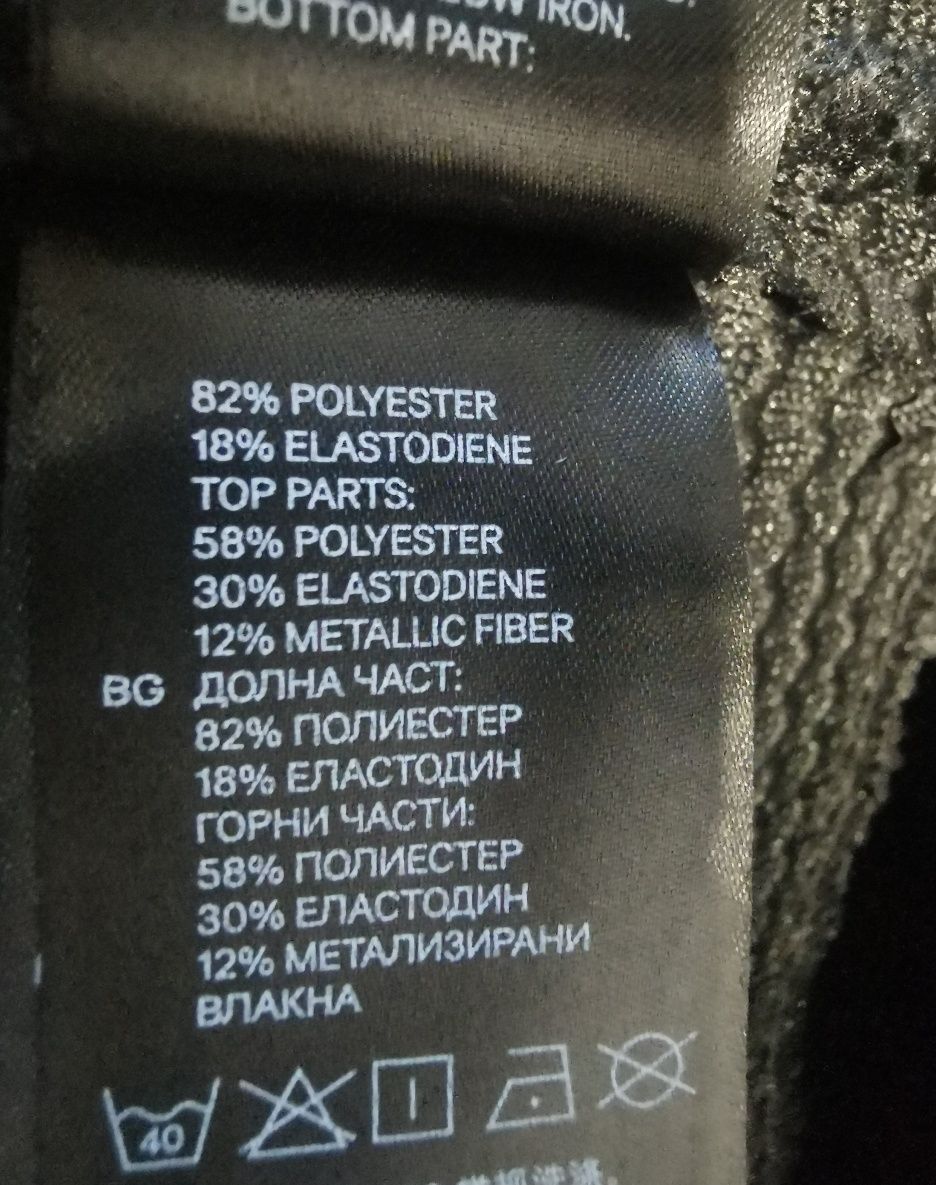 IRON.
BOTTOM PART:
82% POLYESTER
18% ELASTODIENE
TOP PARTS:
58% POLYESTER
30% ELASTODIENE
12% METALLIC FIBER
BG ДОЛНА ЧАСТ:
82% ПОЛИЕСТЕР
18% ЕЛАСТОДИН
ГОРНИ ЧАСТИ:
58% ПОЛИЕСТЕР
30% ЕЛАСТОДИН
12% МЕТАЛИЗИРАНИ
ВЛАКНА
40